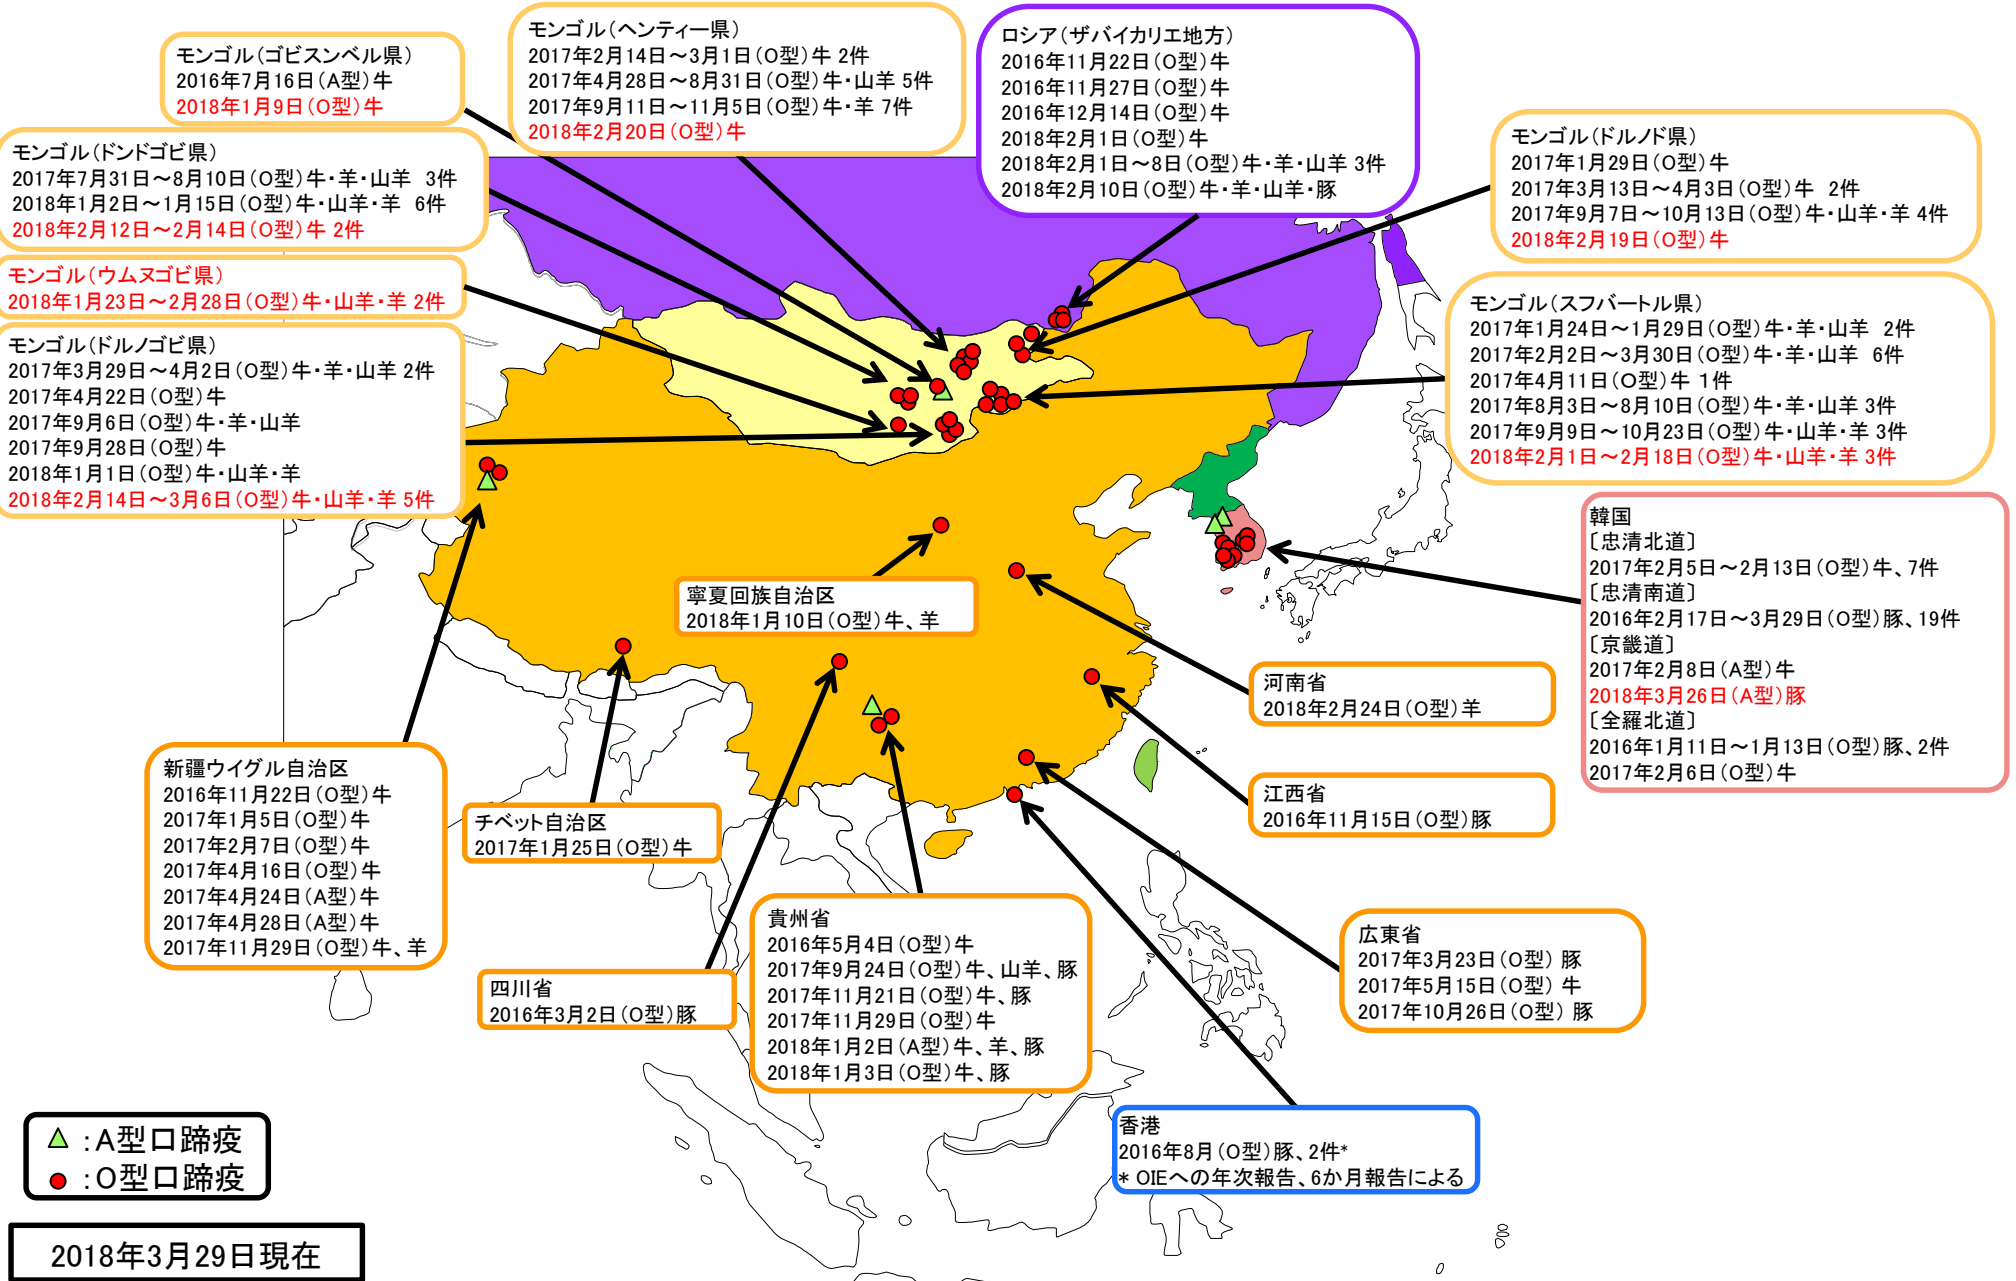 モンゴル(ゴビスンベル県)
2016年7月16日(A型)牛
2018年1月9日(O型)牛
モンゴル(ヘンティー県)
2017年2月14日～3月1日(O型)牛 2件
2017年4月28日～8月31日(O型)牛・山羊 5件
2017年9月11日～11月5日(O型)牛・羊 7件
2018年2月20日(O型)牛
ロシア(ザバイカリエ地方)
2016年11月22日(O型)牛
2016年11月27日(O型)牛
2016年12月14日(O型)牛
2018年2月1日(O型)牛
2018年2月1日～8日(O型)牛・羊・山羊 3件
2018年2月10日(O型)牛・羊・山羊・豚
モンゴル(ドルノド県)
2017年1月29日(O型)牛
2017年3月13日～4月3日(O型)牛 2件
2017年9月7日～10月13日(O型)牛・山羊・羊 4件
2018年2月19日(O型)牛
モンゴル(ドンドゴビ県)
2017年7月31日～8月10日(O型)牛・羊・山羊 3件
2018年1月2日～1月15日(O型)牛・山羊・羊 6件
2018年2月12日～2月14日(O型)牛 2件
モンゴル(ウムヌゴビ県)
2018年1月23日～2月28日(O型)牛・山羊・羊 2件
モンゴル(ドルノゴビ県)
2017年3月29日～4月2日(O型)牛・羊・山羊 2件
2017年4月22日(O型)牛
2017年9月6日(O型)牛・羊・山羊
2017年9月28日(O型)牛
2018年1月1日(O型)牛・山羊・羊
2018年2月14日～3月6日(O型)牛・山羊・羊 5件
モンゴル(スフバートル県)
2017年1月24日～1月29日(O型)牛・羊・山羊 2件
2017年2月2日～3月30日(O型)牛・羊・山羊 6件
2017年4月11日(O型)牛 1件
2017年8月3日～8月10日(O型)牛・羊・山羊 3件
2017年9月9日～10月23日(O型)牛・山羊・羊 3件
2018年2月1日～2月18日(O型)牛・山羊・羊 3件
韓国
〔忠清北道〕
2017年2月5日～2月13日(O型)牛、7件
〔忠清南道〕
2016年2月17日～3月29日(O型)豚、19件
〔京畿道〕
2017年2月8日(A型)牛
2018年3月26日(A型)豚
〔全羅北道〕
2016年1月11日～1月13日(O型)豚、2件
2017年2月6日(O型)牛
寧夏回族自治区
2018年1月10日(O型)牛、羊
河南省
2018年2月24日(O型)羊
江西省
2016年11月15日(O型)豚
新疆ウイグル自治区
2016年11月22日(O型)牛
2017年1月5日(O型)牛
2017年2月7日(O型)牛
2017年4月16日(O型)牛
2017年4月24日(A型)牛
2017年4月28日(A型)牛
2017年11月29日(O型)牛、羊
チベット自治区
2017年1月25日(O型)牛
四川省
2016年3月2日(O型)豚
貴州省
2016年5月4日(O型)牛
2017年9月24日(O型)牛、山羊、豚
2017年11月21日(O型)牛、豚
2017年11月29日(O型)牛
2018年1月2日(A型)牛、羊、豚
2018年1月3日(O型)牛、豚
広東省
2017年3月23日(O型) 豚
2017年5月15日(O型) 牛
2017年10月26日(O型) 豚
香港
2016年8月(O型)豚、2件*
* OIEへの年次報告、6か月報告による
:A型口蹄疫
:O型口蹄疫
2018年3月29日現在